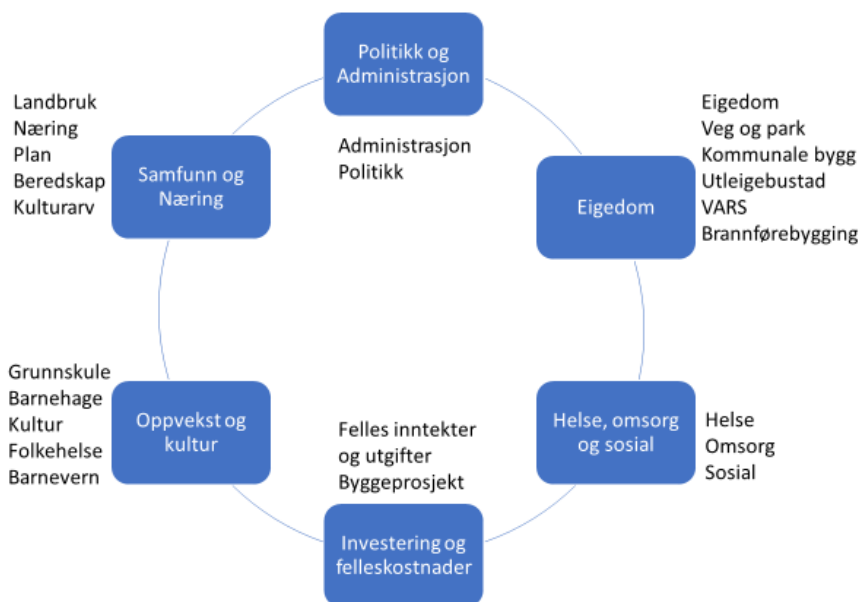 Politikk og
Administrasjon
Administrasjon
Politikk
Eigedom
Eigedom
Veg og park
Kommunale bygg
Utleigebustad
VARS
Brannførebygging
Helse, omsorg
og sosial
Helse
Omsorg
Sosial
Investering og
felleskostnader
Felles inntekter
og utgifter
Byggeprosjekt
Oppvekst og
kultur
Grunnskule
Barnehage
Kultur
Folkehelse
Barnevern
Samfunn og
Næring
Landbruk
Næring
Plan
Beredskap
Kulturarv